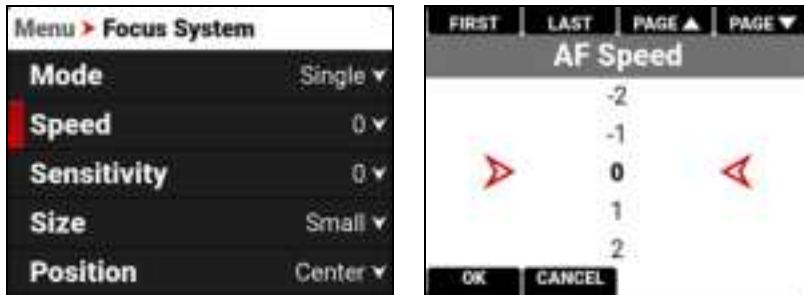 Menu > Focus System
Mode Single
Speed 0
Sensitivity 0
Size Small
Position Center
FIRST LAST PAGE▲ PAGE▼
AF Speed
-2
-1
0
1
2
OK CANCEL